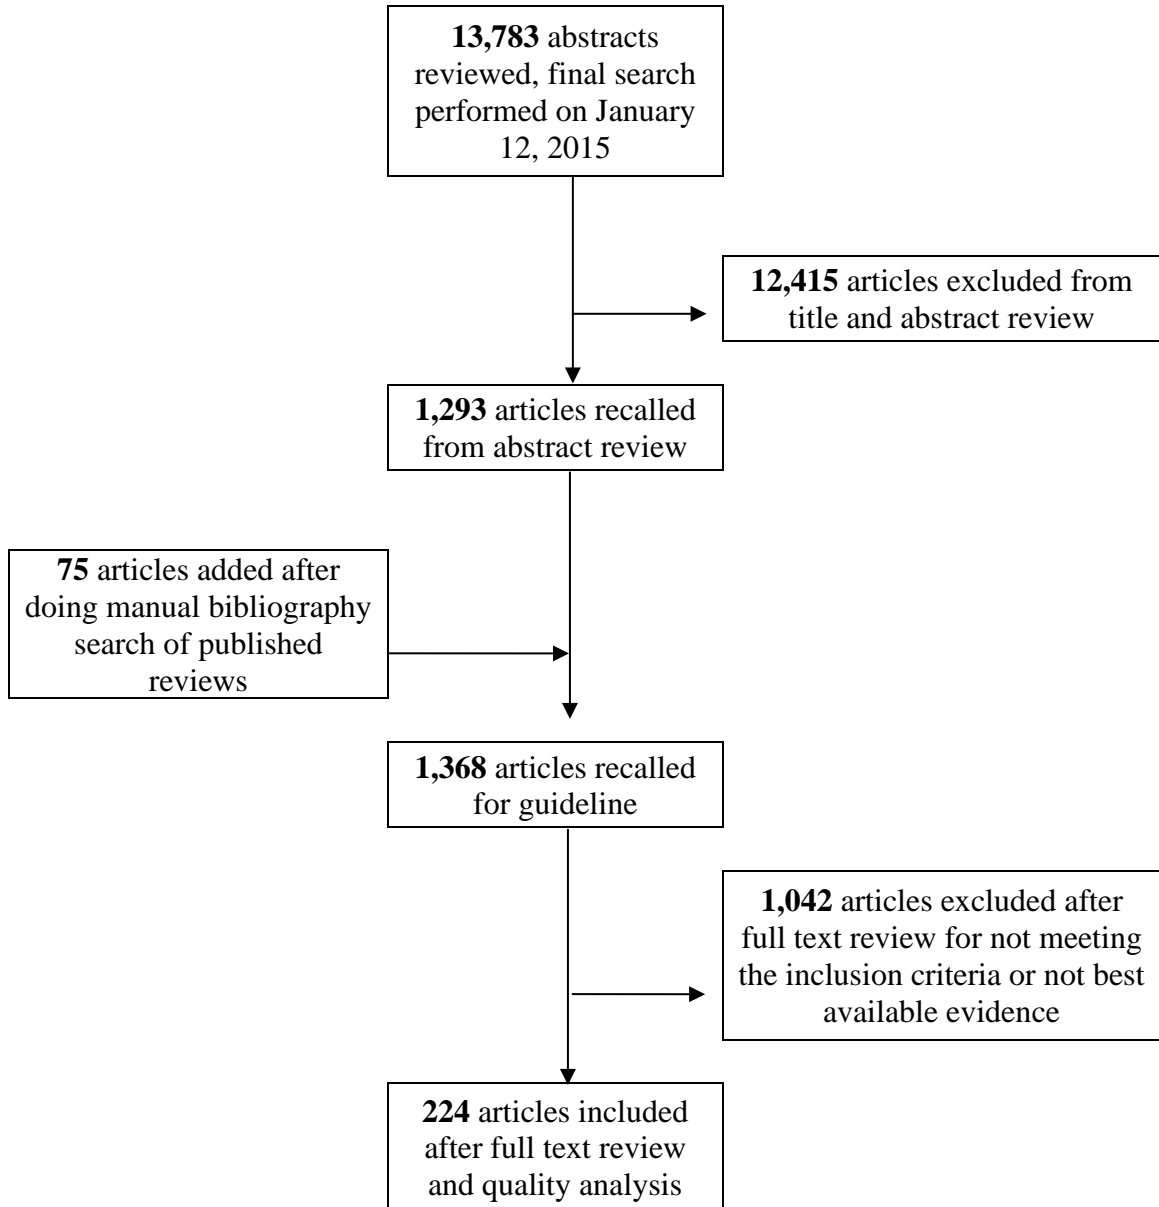 13,783 abstracts
reviewed, final search
performed on January
12, 2015
12,415 articles excluded from
title and abstract review
1,293 articles recalled
from abstract review
75 articles added after
doing manual bibliography
search of published
reviews
1,368 articles recalled
for guideline
1,042 articles excluded after
full text review for not meeting
the inclusion criteria or not best
available evidence
224 articles included
after full text review
and quality analysis